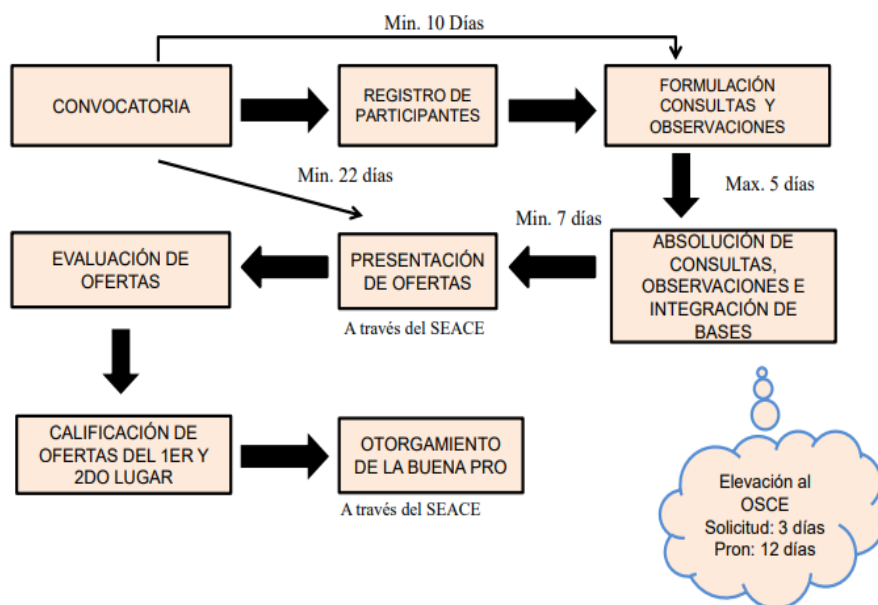 Min. 10 Días
CONVOCATORIA
REGISTRO DE
PARTICIPANTES
FORMULACIÓN
CONSULTAS Y
OBSERVACIONES
Min. 22 días
Max. 5 días
Min. 7 días
ABSOLUCIÓN DE
CONSULTAS,
OBSERVACIONES E
INTEGRACIÓN DE
BASES
PRESENTACIÓN
DE OFERTAS
A través del SEACE
EVALUACIÓN DE
OFERTAS
CALIFICACIÓN DE
OFERTAS DEL 1ER Y
2DO LUGAR
OTORGAMIENTO
DE LA BUENA PRO
A través del SEACE
Elevación al
OSCE
Solicitud: 3 días
Pron: 12 días